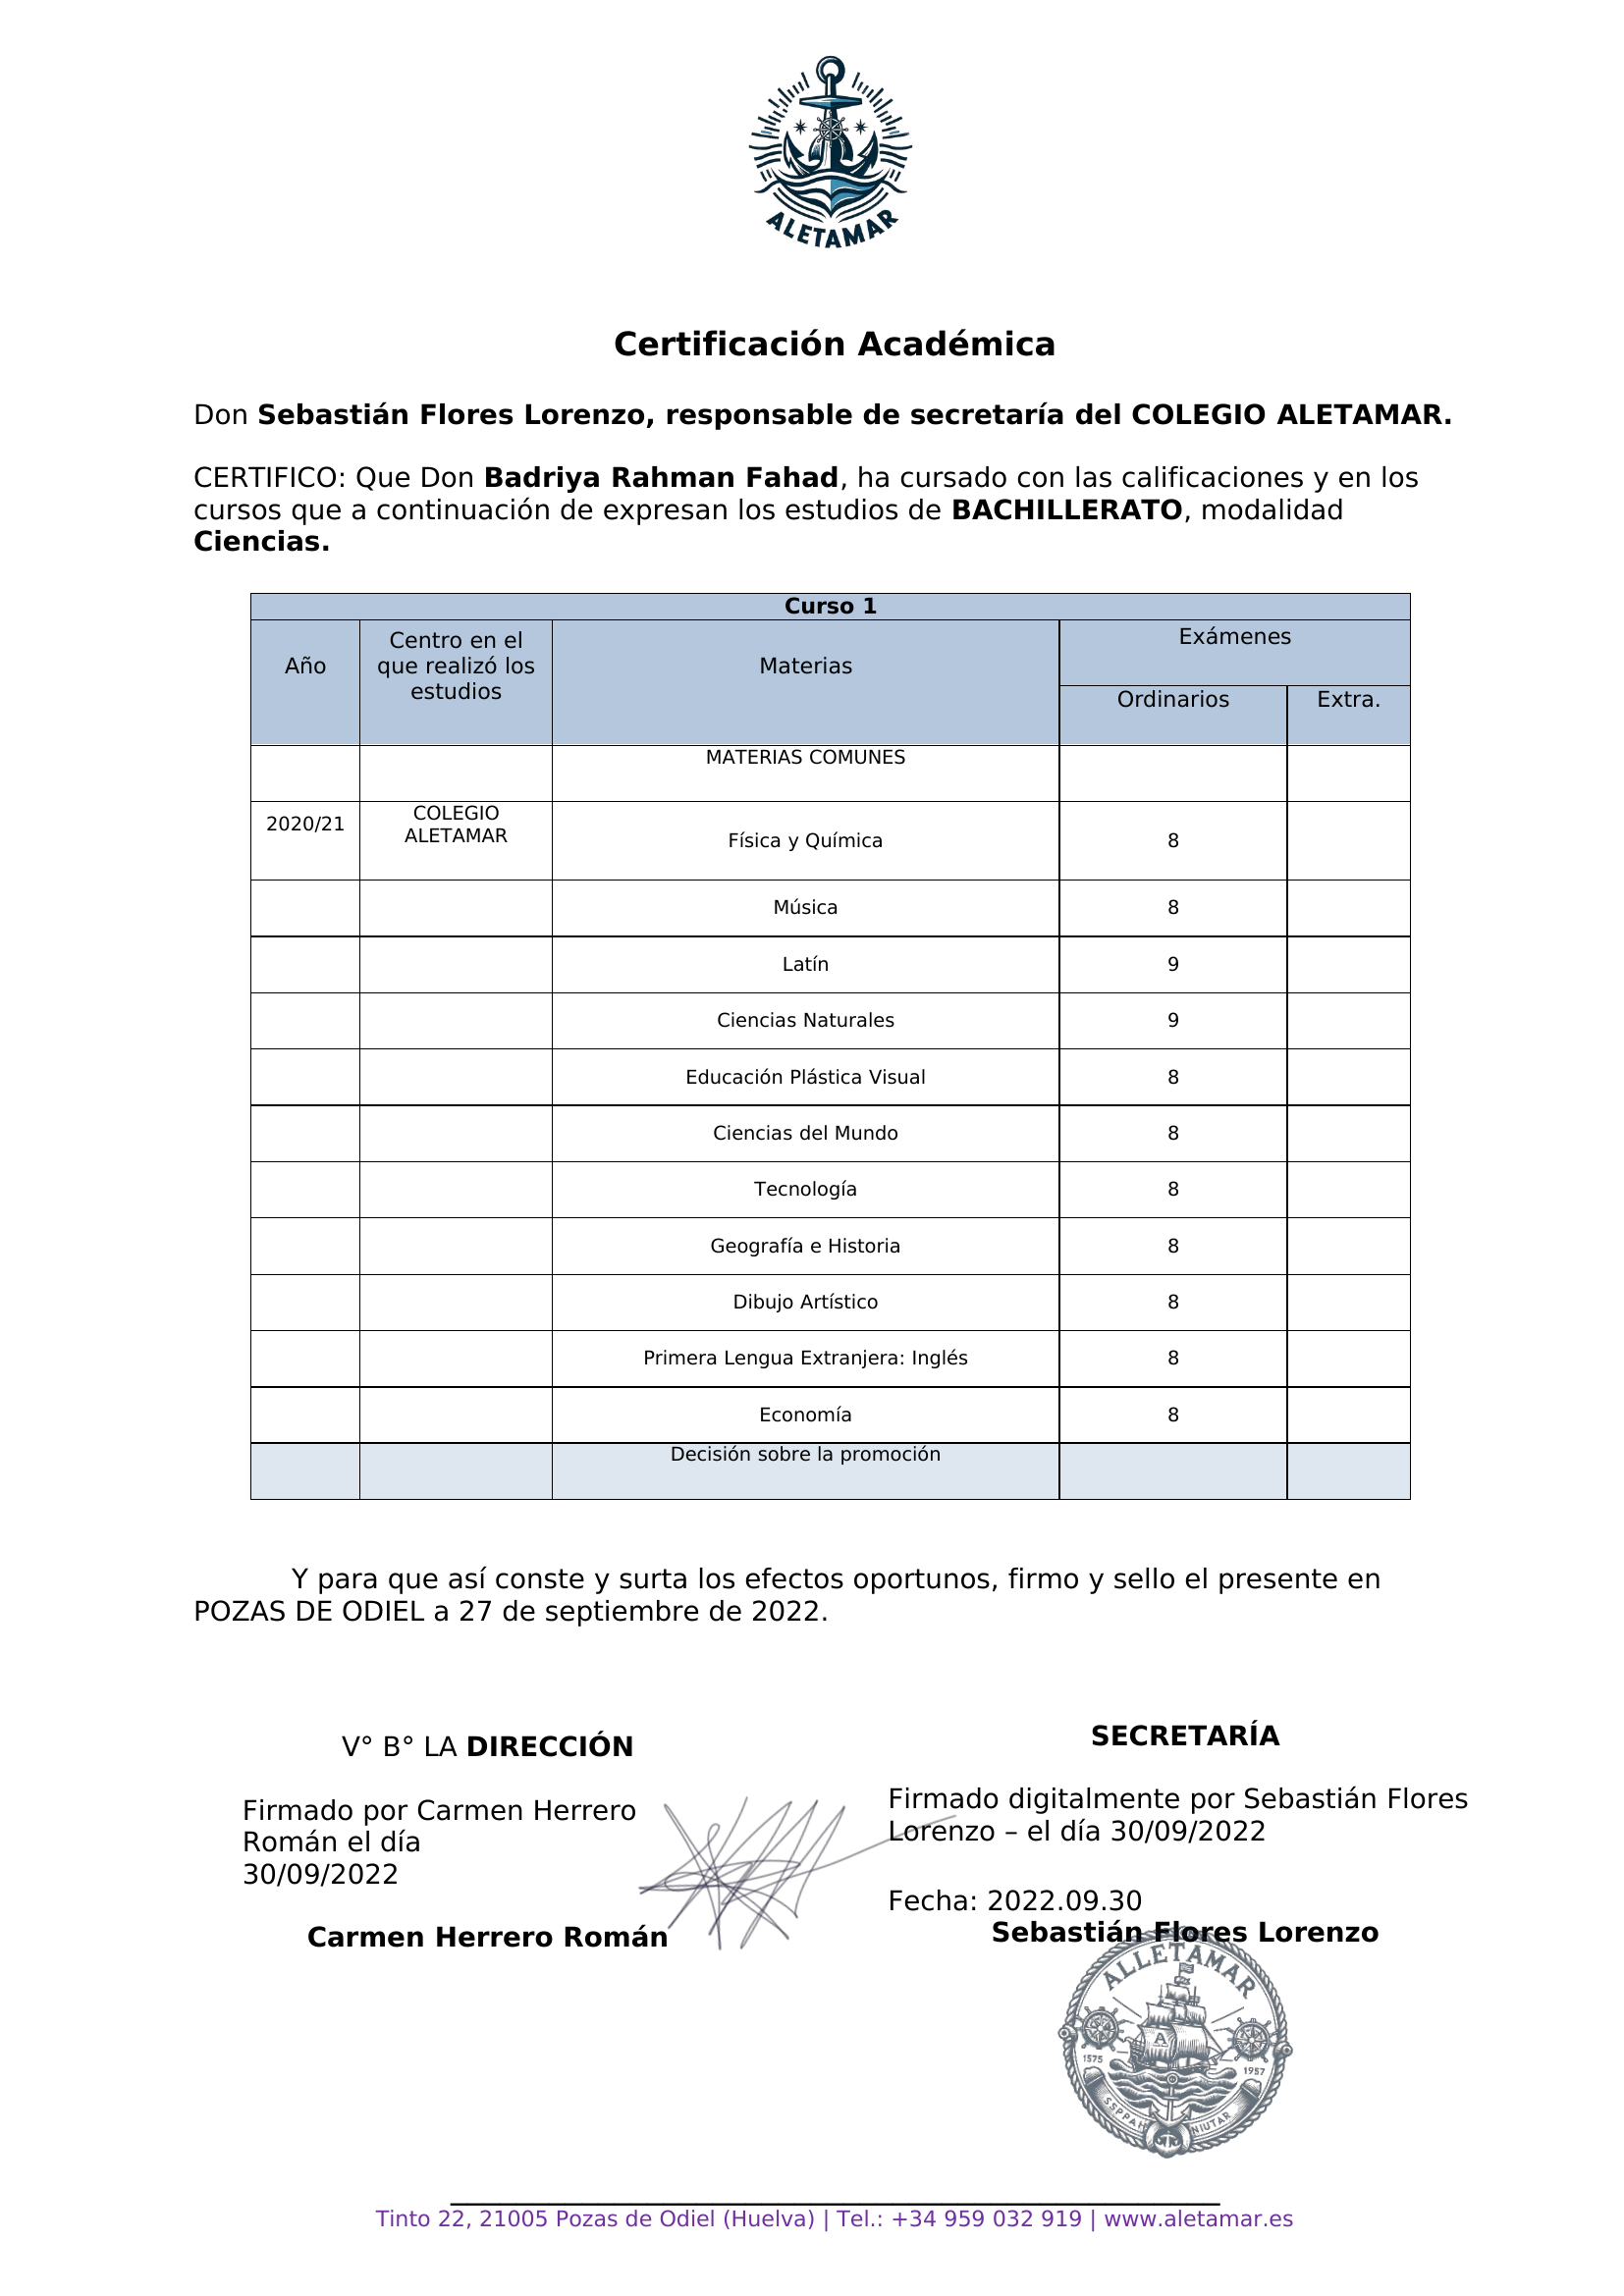 ALETAMAR
Certificación Académica
Don Sebastián Flores Lorenzo, responsable de secretaría del COLEGIO ALETAMAR.
CERTIFICO: Que Don Badriya Rahman Fahad, ha cursado con las calificaciones y en los
cursos que a continuación de expresan los estudios de BACHILLERATO, modalidad
Ciencias.
Curso 1
Año
Centro en el
que realizó los
estudios
Materias
Exámenes
Ordinarios
Extra.
MATERIAS COMUNES
2020/21
COLEGIO
ALETAMAR
Física y Química
8
Música
8
Latín
9
Ciencias Naturales
9
Educación Plástica Visual
8
Ciencias del Mundo
8
Tecnología
8
Geografía e Historia
8
Dibujo Artístico
8
Primera Lengua Extranjera: Inglés
8
Economía
8
Decisión sobre la promoción
Y para que así conste y surta los efectos oportunos, firmo y sello el presente en
POZAS DE ODIEL a 27 de septiembre de 2022.
V° B° LA DIRECCIÓN
Firmado por Carmen Herrero
Román el día
30/09/2022
Carmen Herrero Román
SECRETARÍA
Firmado digitalmente por Sebastián Flores
Lorenzo – el día 30/09/2022
Fecha: 2022.09.30
Sebastián Flores Lorenzo
ALLETAMAR
A
1575
1957
SSPPAH
NIUTAR
Tinto 22, 21005 Pozas de Odiel (Huelva) | Tel.: +34 959 032 919 | www.aletamar.es